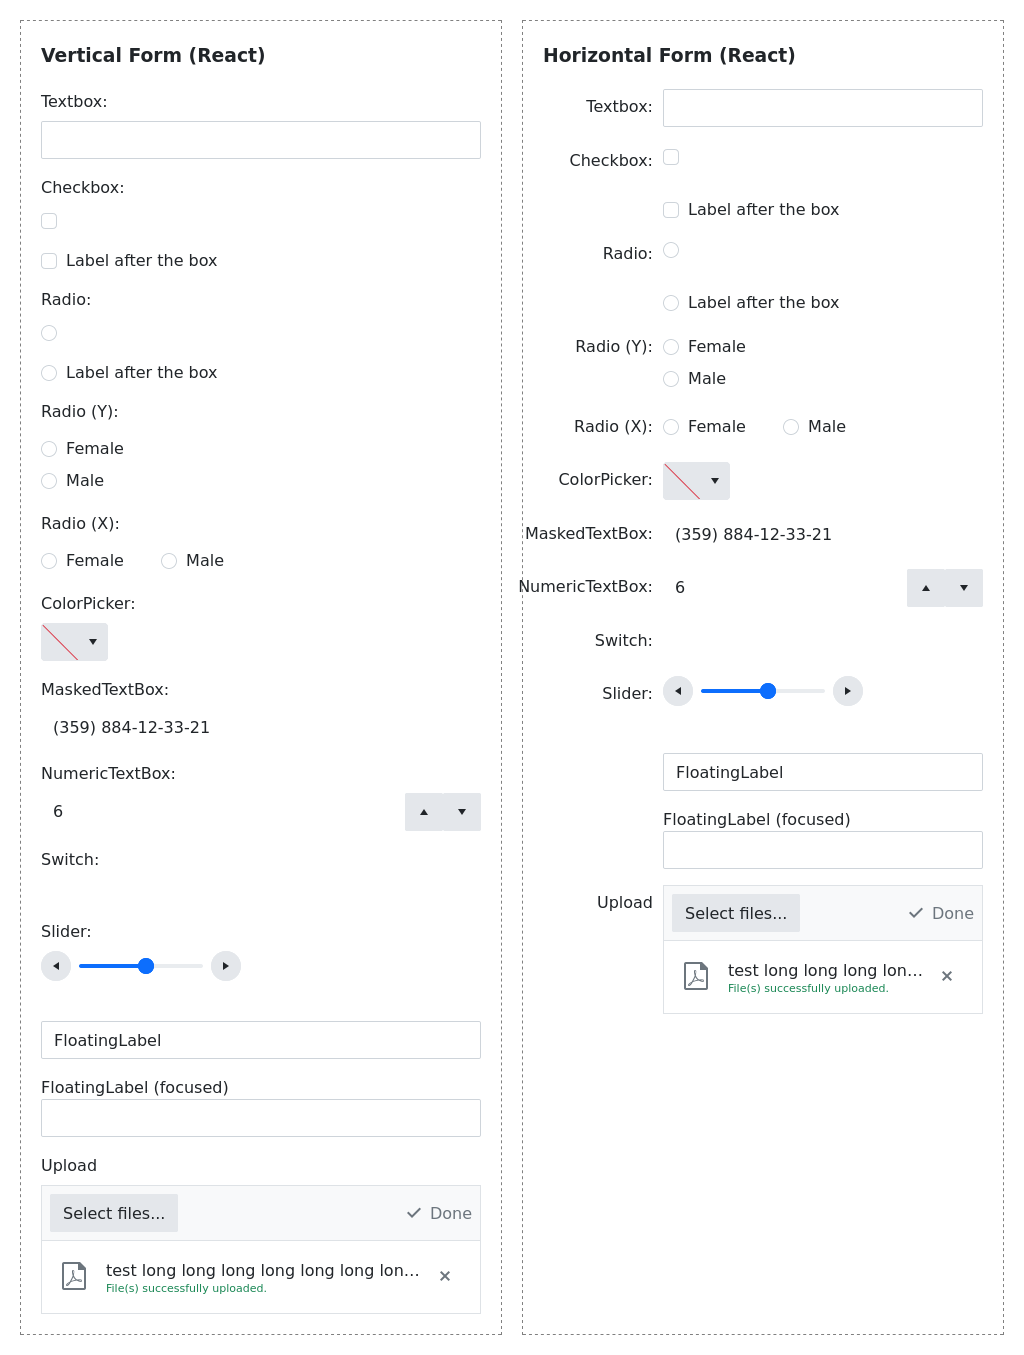 Vertical Form (React)
Textbox:
Checkbox:
Label after the box
Radio:
Label after the box
Radio (Y):
Female
Male
Radio (X):
Female Male
ColorPicker:
MaskedTextBox:
(359) 884-12-33-21
NumericTextBox:
6
Switch:
Slider:
FloatingLabel
FloatingLabel (focused)
Upload
Select files... Done
test long long long long long long lon...
File(s) successfully uploaded.
Horizontal Form (React)
Textbox:
Checkbox:
Label after the box
Radio:
Label after the box
Radio (Y): Female
Male
Radio (X): Female Male
ColorPicker:
MaskedTextBox: (359) 884-12-33-21
NumericTextBox: 6
Switch:
Slider:
FloatingLabel
FloatingLabel (focused)
Upload Select files... Done
test long long long lon...
File(s) successfully uploaded.